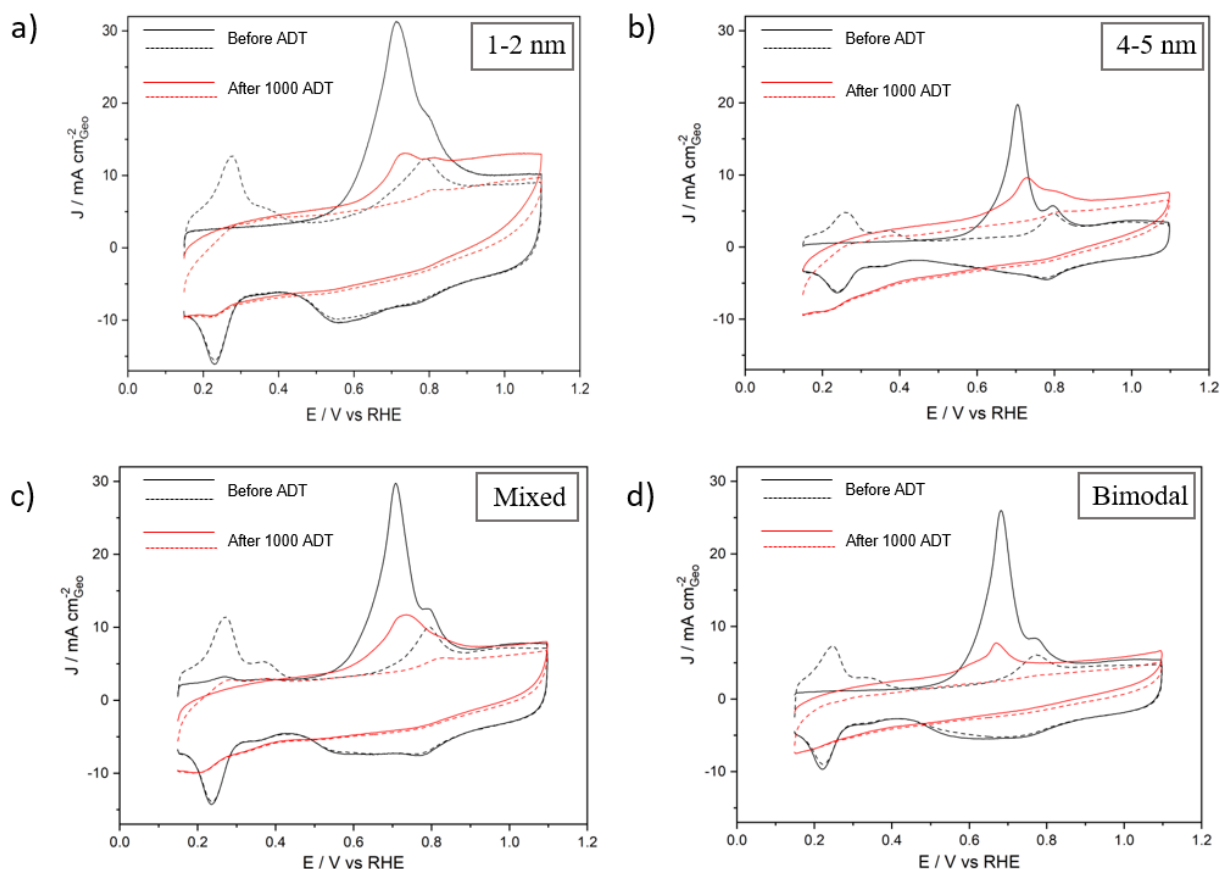 a)
1-2 nm
Before ADT
After 1000 ADT
J / mA cm-2Geo
30
20
10
0
-10
0.0 0.2 0.4 0.6 0.8 1.0 1.2
E / V vs RHE
b)
4-5 nm
Before ADT
After 1000 ADT
J / mA cm-2Geo
30
20
10
0
-10
0.0 0.2 0.4 0.6 0.8 1.0 1.2
E / V vs RHE
c)
Mixed
Before ADT
After 1000 ADT
J / mA cm-2Geo
30
20
10
0
-10
0.0 0.2 0.4 0.6 0.8 1.0 1.2
E / V vs RHE
d)
Bimodal
Before ADT
After 1000 ADT
J / mA cm-2Geo
30
20
10
0
-10
0.0 0.2 0.4 0.6 0.8 1.0 1.2
E / V vs RHE